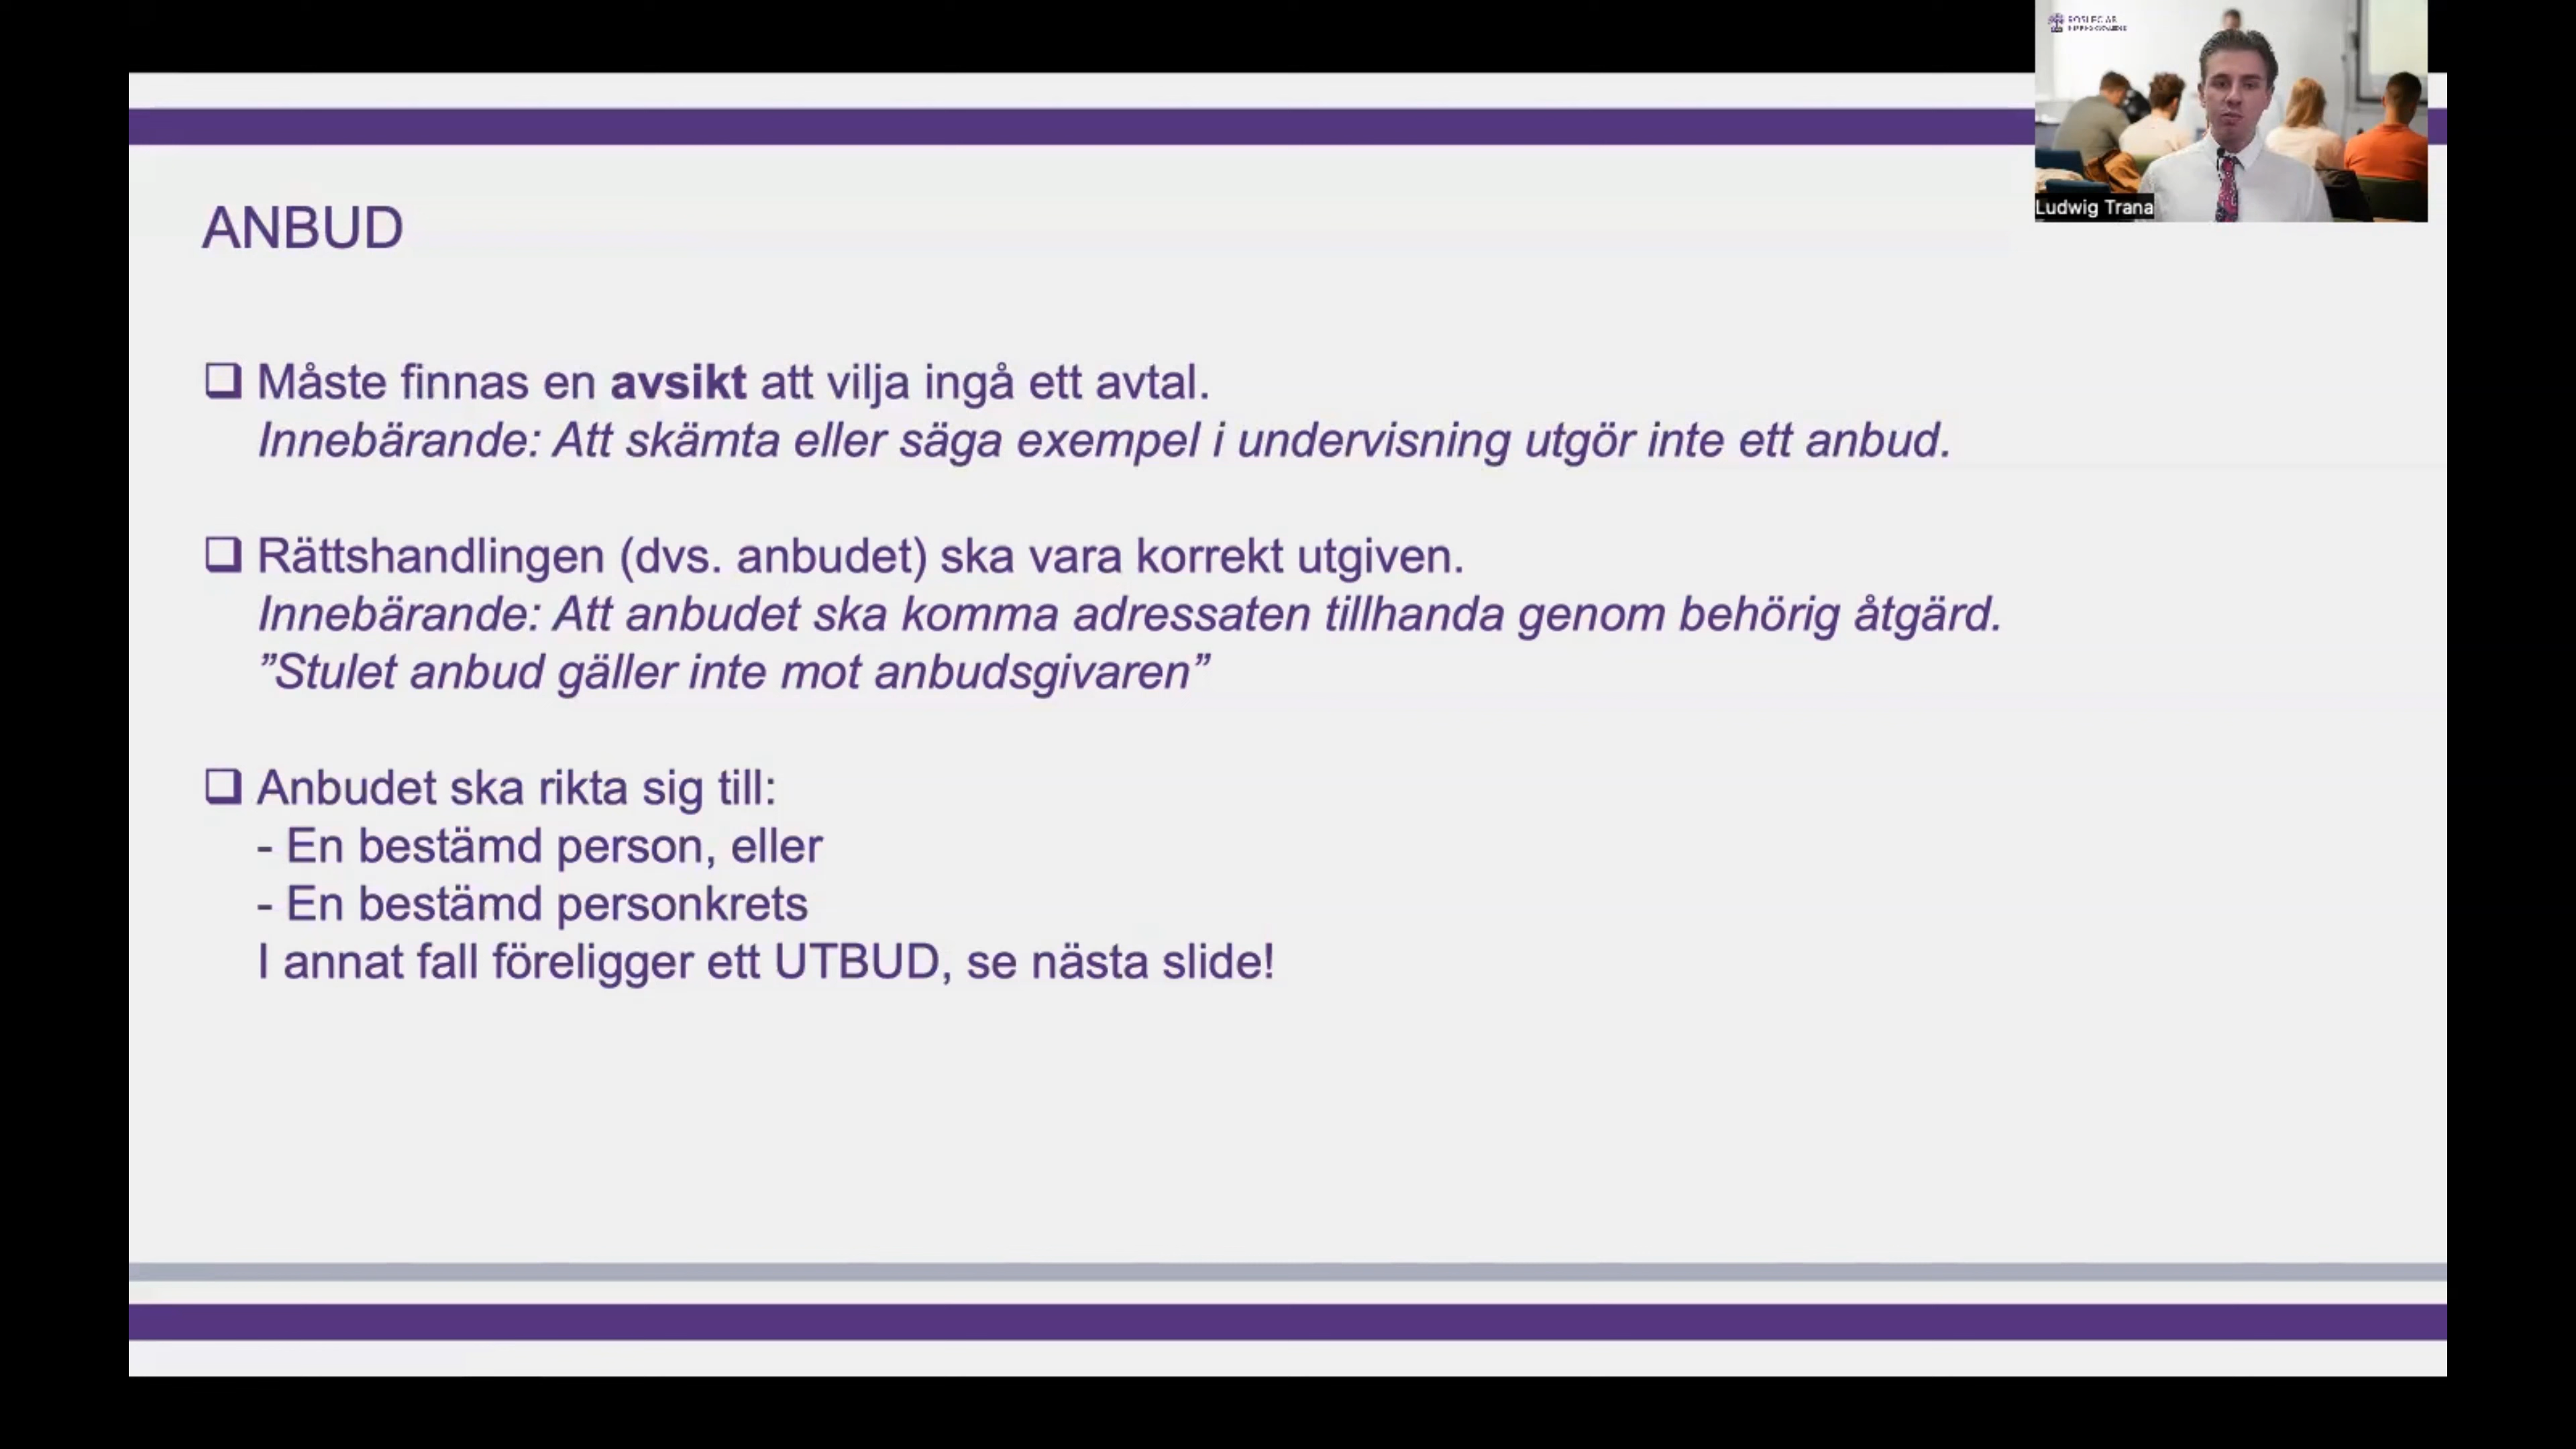 ROSLEG AB
Ludwig Trana
ANBUD
❑ Måste finnas en avsikt att vilja ingå ett avtal.
Innebärande: Att skämta eller säga exempel i undervisning utgör inte ett anbud.
❑ Rättshandlingen (dvs. anbudet) ska vara korrekt utgiven.
Innebärande: Att anbudet ska komma adressaten tillhanda genom behörig åtgärd.
”Stulet anbud gäller inte mot anbudsgivaren”
❑ Anbudet ska rikta sig till:
- En bestämd person, eller
- En bestämd personkrets
I annat fall föreligger ett UTBUD, se nästa slide!